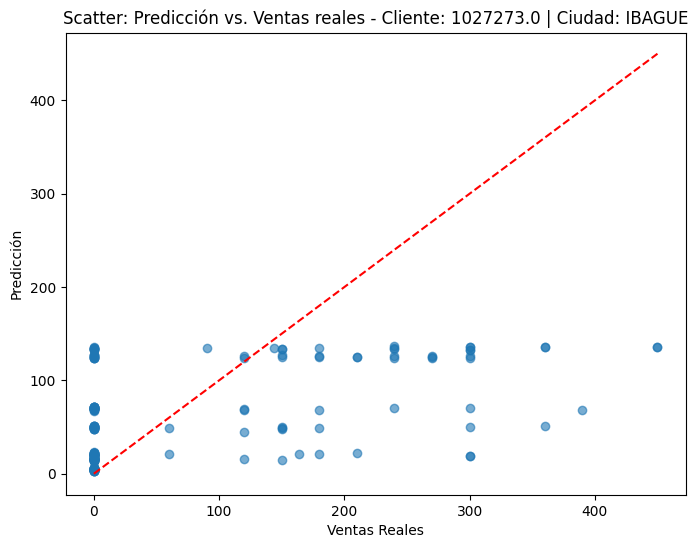 Scatter: Predicción vs. Ventas reales - Cliente: 1027273.0 | Ciudad: IBAGUE
400
300
200
100
0
Predicción
0 100 200 300 400
Ventas Reales